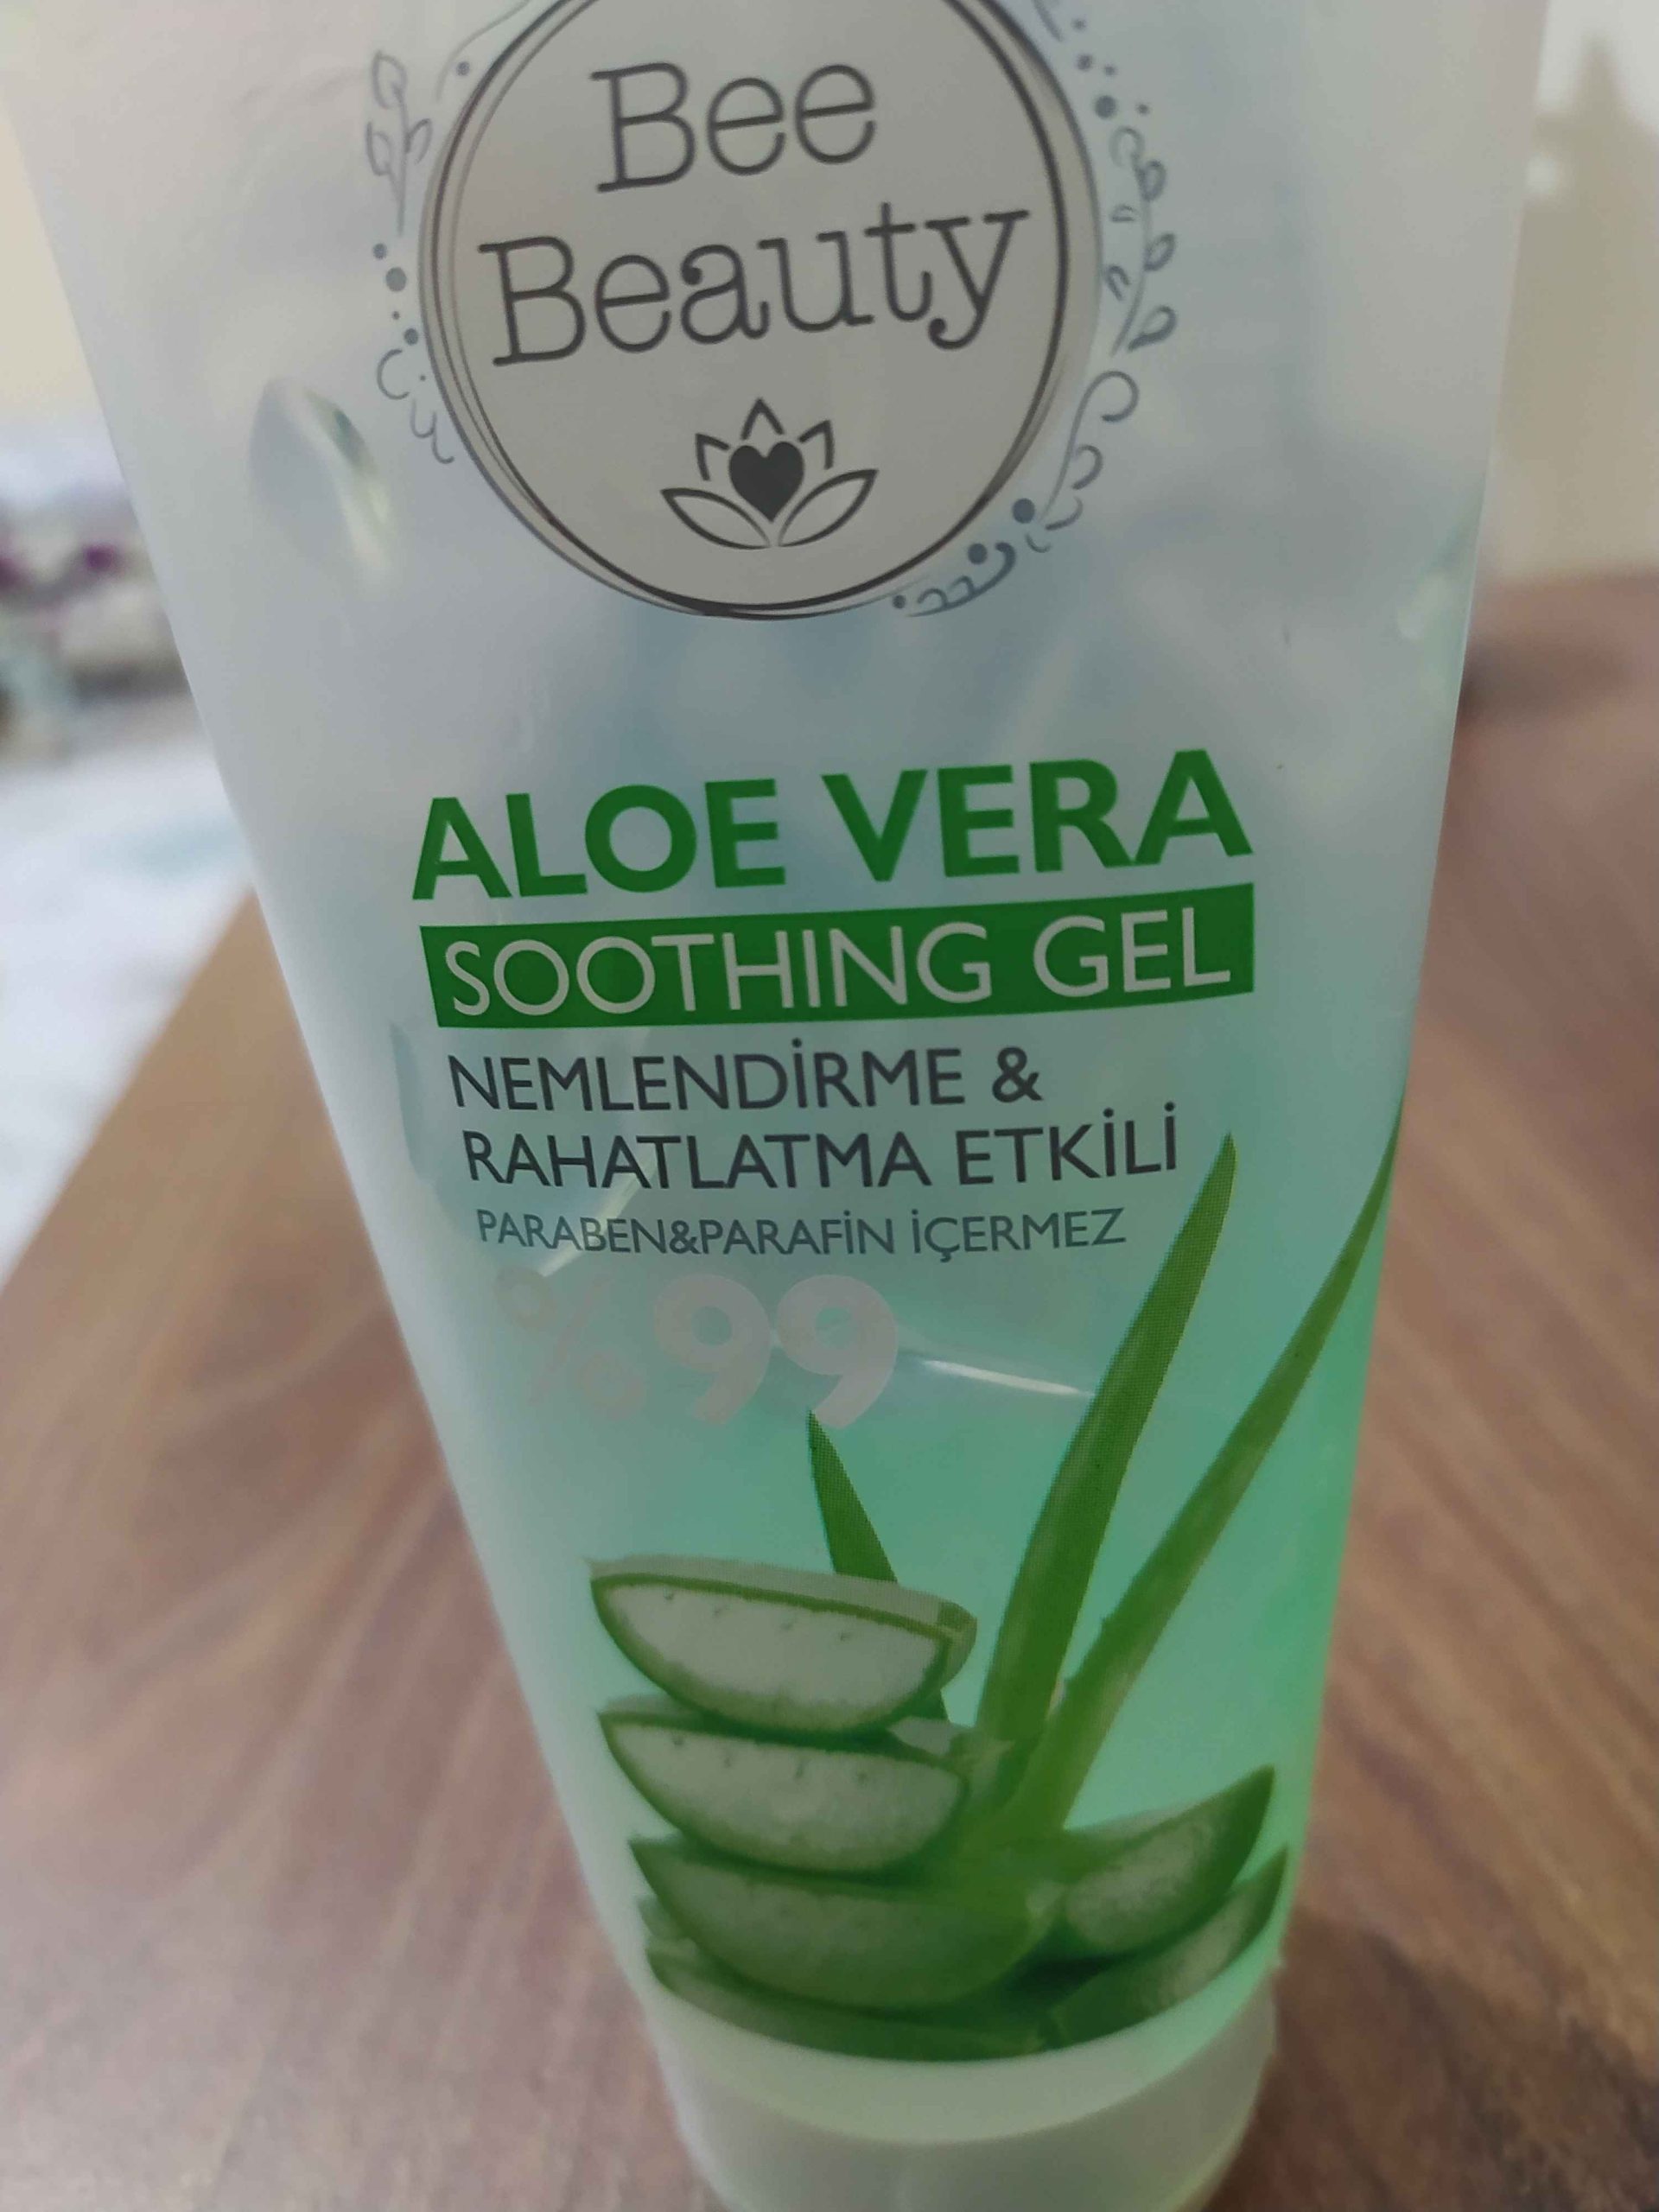 Bee
Beauty
ALOE VERA
SOOTHING GEL
NEMLENDİRME &
RAHATLATMA ETKİLİ
PARABEN&PARAFİN İÇERMEZ
%99